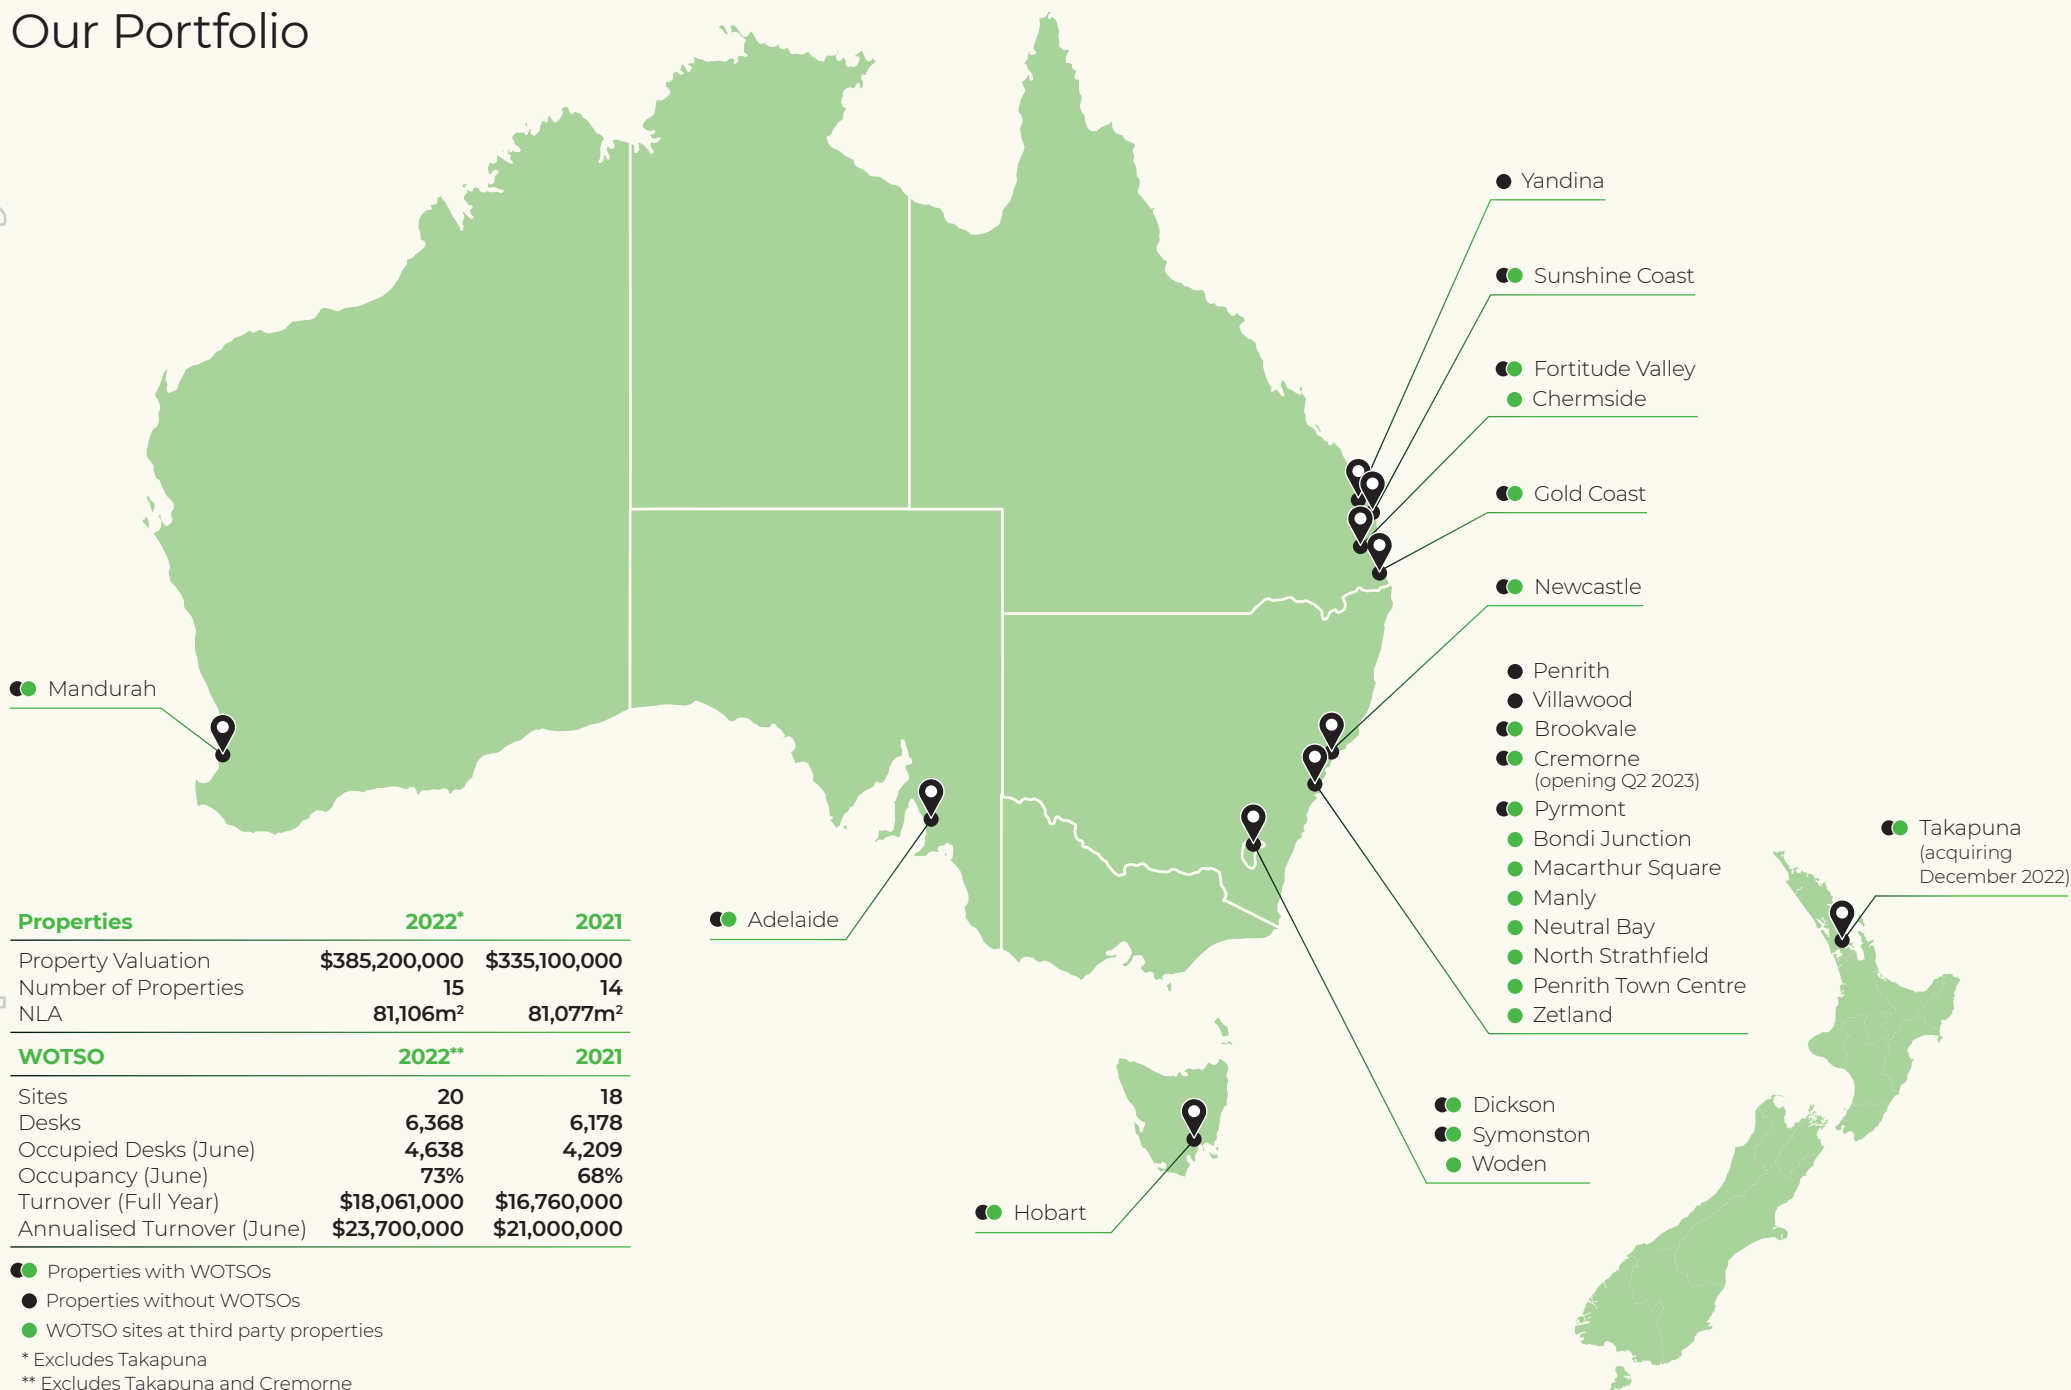 Our Portfolio
Yandina
Sunshine Coast
Fortitude Valley
Chermside
Gold Coast
Newcastle
Penrith
Villawood
Brookvale
Cremorne
(opening Q2 2023)
Pyrmont
Bondi Junction
Macarthur Square
Manly
Neutral Bay
North Strathfield
Penrith Town Centre
Zetland
Takapuna
(acquiring
December 2022)
Mandurah
Adelaide
Dickson
Symonston
Woden
Hobart
Properties 2022* 2021
Property Valuation $385,200,000 $335,100,000
Number of Properties 15 14
NLA 81,106m² 81,077m²
WOTSO 2022** 2021
Sites 20 18
Desks 6,368 6,178
Occupied Desks (June) 4,638 4,209
Occupancy (June) 73% 68%
Turnover (Full Year) $18,061,000 $16,760,000
Annualised Turnover (June) $23,700,000 $21,000,000
Properties with WOTSOs
Properties without WOTSOs
WOTSO sites at third party properties
* Excludes Takapuna
** Excludes Takapuna and Cremorne